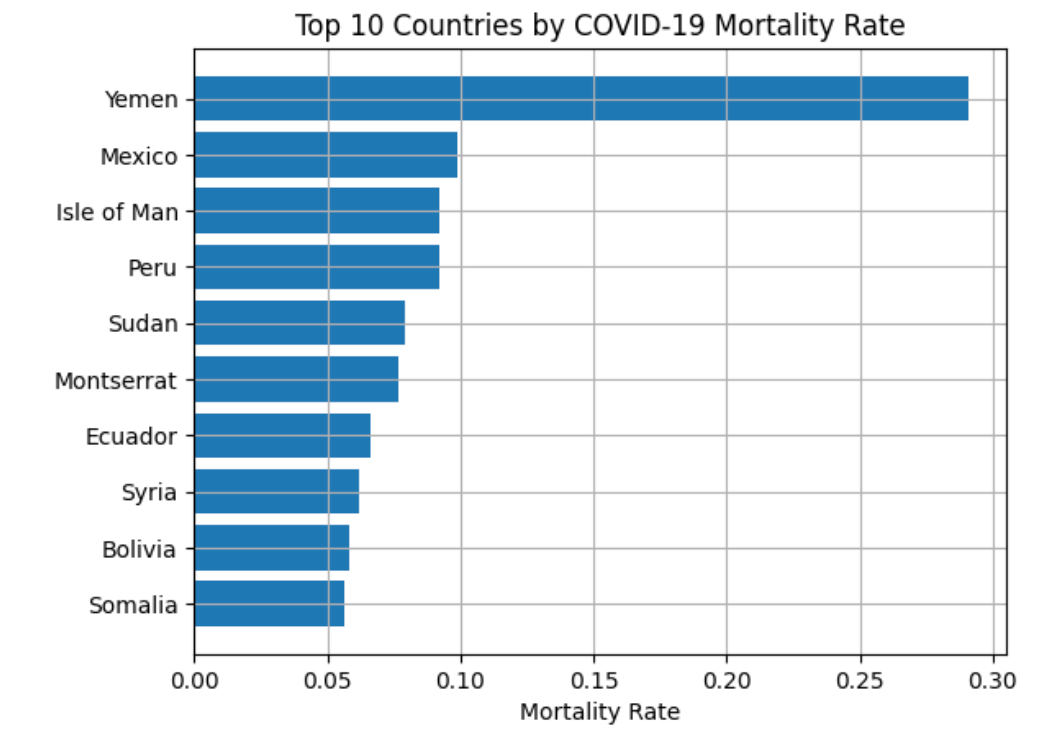 Top 10 Countries by COVID-19 Mortality Rate
Yemen
Mexico
Isle of Man
Peru
Sudan
Montserrat
Ecuador
Syria
Bolivia
Somalia
0.00 0.05 0.10 0.15 0.20 0.25 0.30
Mortality Rate